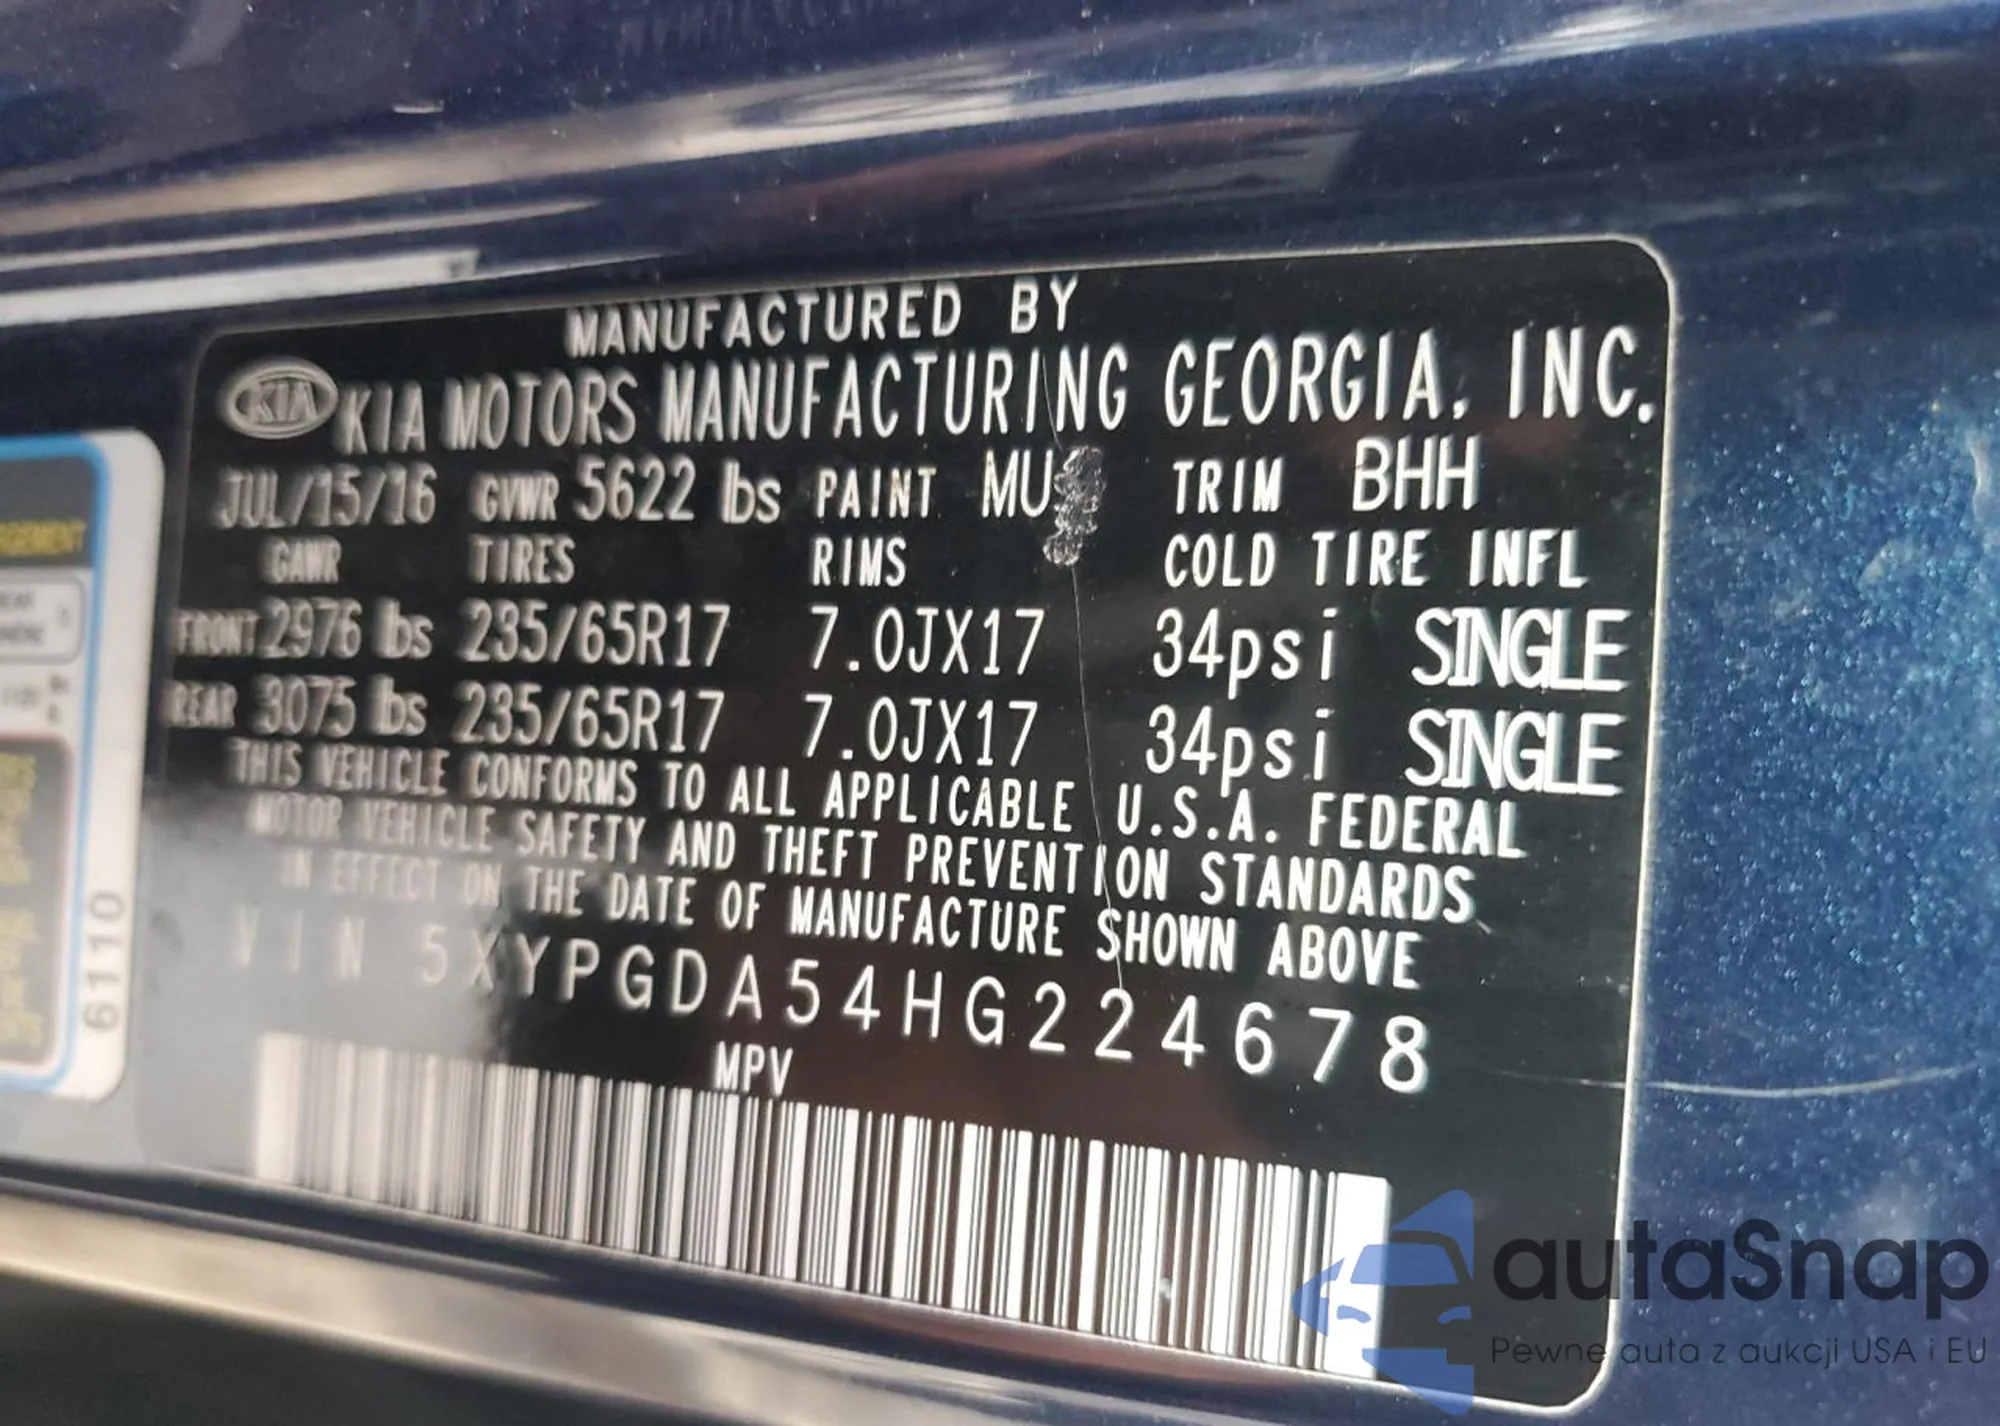 MANUFACTURED BY
KIA KIA MOTORS MANUFACTURING GEORGIA, INC.
JUL/15/16 GVWR 5622 lbs PAINT MU TRIM BHH
GAWR TIRES RIMS COLD TIRE INFL
FRONT 2976 lbs 235/65R17 7.0JX17 34psi SINGLE
REAR 3075 lbs 235/65R17 7.0JX17 34psi SINGLE
THIS VEHICLE CONFORMS TO ALL APPLICABLE U.S.A. FEDERAL
MOTOR VEHICLE SAFETY AND THEFT PREVENTION STANDARDS
IN EFFECT ON THE DATE OF MANUFACTURE SHOWN ABOVE
VIN 5XYPGDA54HG224678
MPV
6110
autaSnap
Pewne auta z aukcji USA i EU